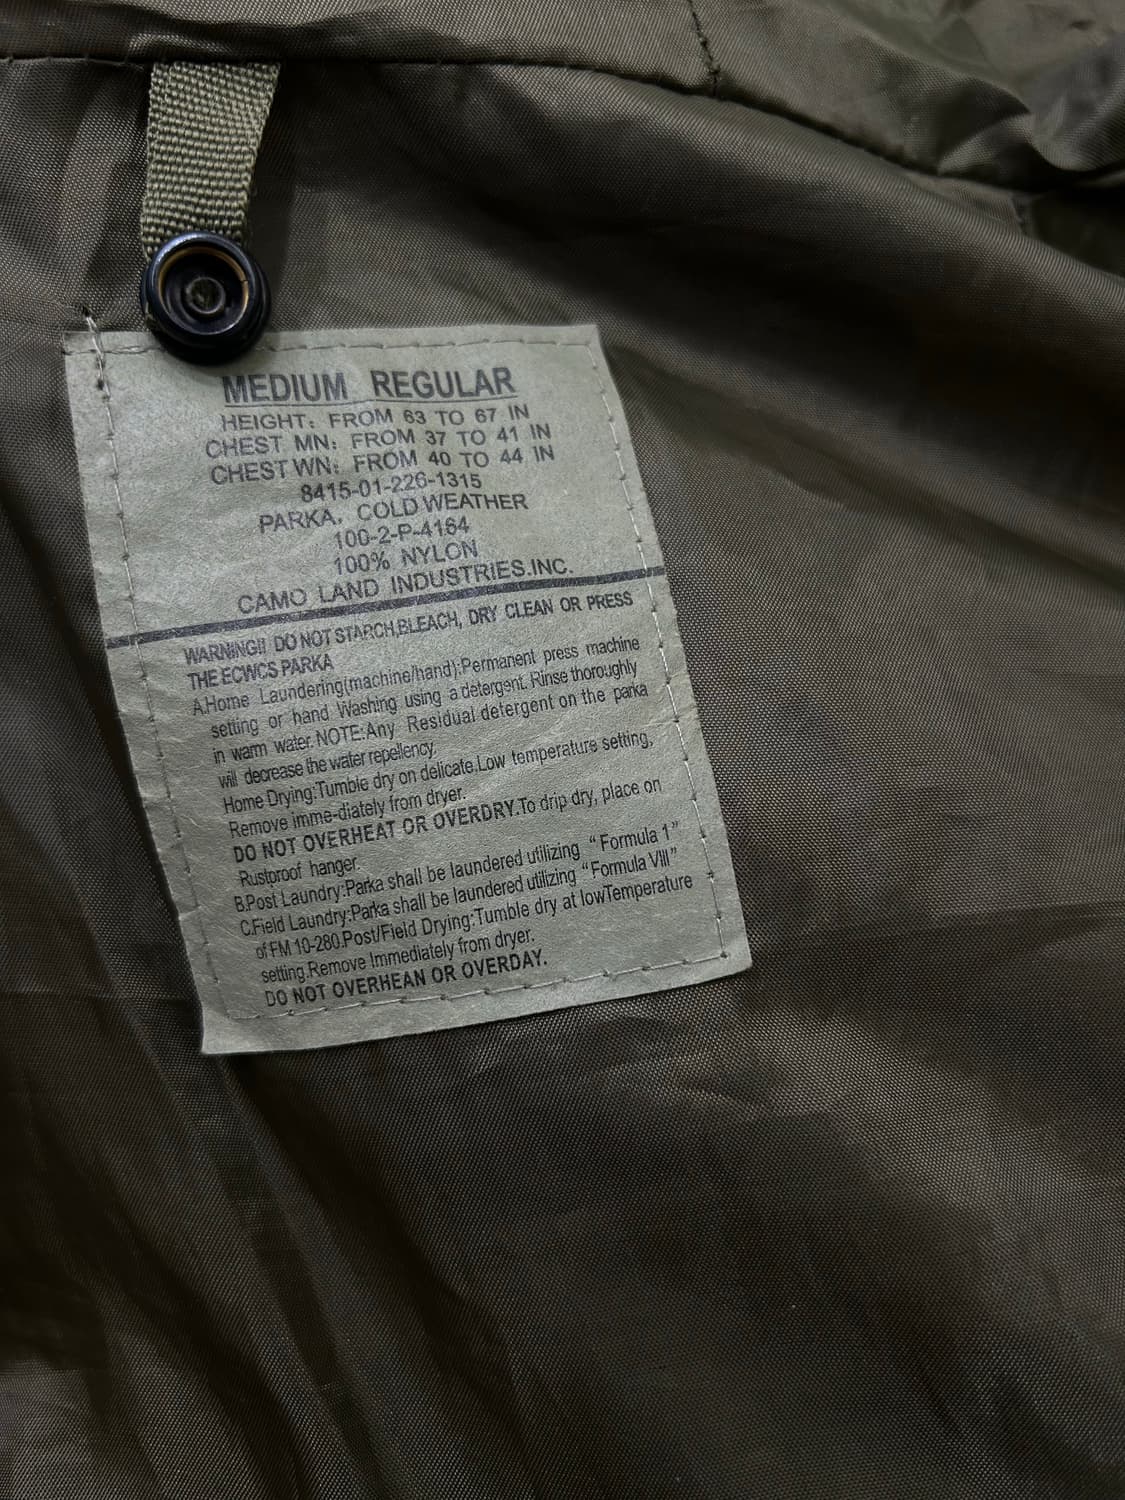 MEDIUM REGULAR
HEIGHT: FROM 63 TO 67 IN
CHEST MN: FROM 37 TO 41 IN
CHEST WN: FROM 40 TO 44 IN
8415-01-226-1315
PARKA, COLD WEATHER
100-2-P-4164
100% NYLON
CAMO LAND INDUSTRIES.INC.
WARNING!! DO NOT STARCH,BLEACH, DRY CLEAN OR PRESS
THE ECWCS PARKA
A.Home Laundering(machine/hand):Permanent press machine
setting or hand Washing using a detergent. Rinse thoroughly
in warm water. NOTE:Any Residual detergent on the parka
will decrease the water repellency.
Home Drying:Tumble dry on delicate.Low temperature setting,
Remove imme-diately from dryer.
DO NOT OVERHEAT OR OVERDRY.To drip dry, place on
Rustproof hanger.
B.Post Laundry:Parka shall be laundered utilizing “Formula 1”
C.Field Laundry:Parka shall be laundered utilizing “Formula VIII”
of FM 10-280.Post/Field Drying:Tumble dry at lowTemperature
setting.Remove Immediately from dryer.
DO NOT OVERHEAN OR OVERDAY.